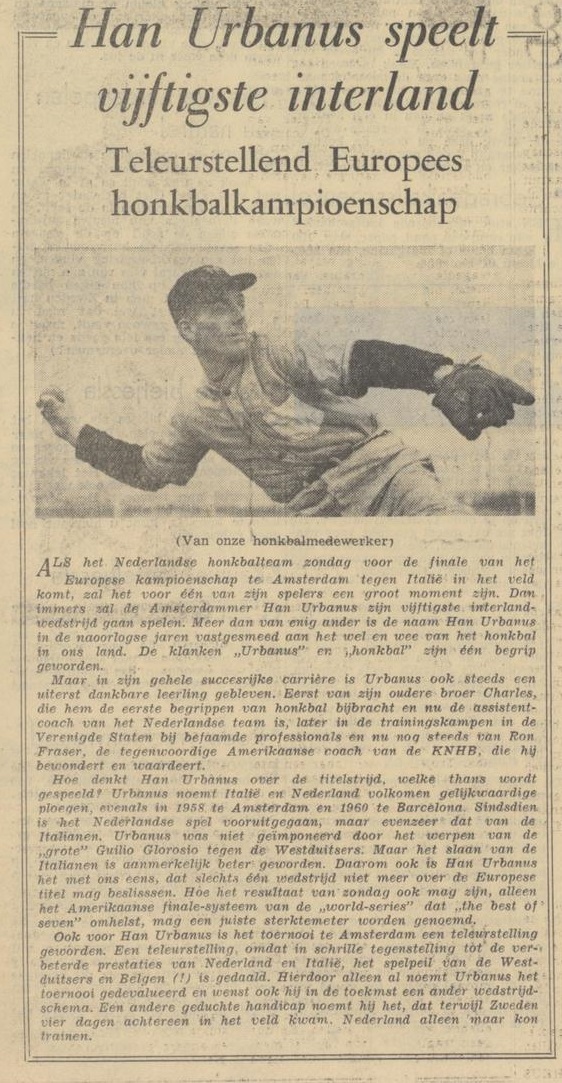 Han Urbanus speelt
vijftigste interland
Teleurstellend Europees
honkbalkampioenschap
(Van onze honkbalmedewerker)
ALS het Nederlandse honkbalteam zondag voor de finale van het
Europese kampioenschap te Amsterdam tegen Italië in het veld
komt, zal het voor één van zijn spelers een groot moment zijn. Dan
immers zal de Amsterdammer Han Urbanus zijn vijftigste interland-
wedstrijd gaan spelen. Meer dan van enig ander is de naam Han Urbanus
in de naoorlogse jaren vastgesmeed aan het wel en wee van het honkbal
in ons land. De klanken „Urbanus” en „honkbal” zijn één begrip
geworden.
Maar in zijn gehele succesrijke carrière is Urbanus ook steeds een
uiterst dankbare leerling gebleven. Eerst van zijn oudere broer Charles,
die hem de eerste begrippen van honkbal bijbracht en nu de assistent-
coach van het Nederlandse team is, later in de trainingskampen in de
Verenigde Staten bij befaamde professionals en nu nog steeds van Ron
Fraser, de tegenwoordige Amerikaanse coach van de KNHB, die hij
bewondert en waardeert.
Hoe denkt Han Urbanus over de titelstrijd, welke thans wordt
gespeeld? Urbanus noemt Italië en Nederland volkomen gelijkwaardige
ploegen, evenals in 1958 te Amsterdam en 1960 te Barcelona. Sindsdien
is het Nederlandse spel vooruitgegaan, maar evenzeer dat van de
Italianen. Urbanus was niet geïmponeerd door het werpen van de
„grote” Guilio Glorosio tegen de Westduitsers. Maar het slaan van de
Italianen is aanmerkelijk beter geworden. Daarom ook is Han Urbanus
het met ons eens, dat slechts één wedstrijd niet meer over de Europese
titel mag beslisssen. Hoe het resultaat van zondag ook mag zijn, alleen
het Amerikaanse finale-systeem van de „world-series” dat „the best of
seven” omhelst, mag een juiste sterktemeter worden genoemd.
Ook voor Han Urbanus is het toernooi te Amsterdam een teleurstelling
geworden. Een teleurstelling, omdat in schrille tegenstelling tot de ver-
beterde prestaties van Nederland en Italië, het spelpeil van de West-
duitsers en Belgen (!) is gedaald. Hierdoor alleen al noemt Urbanus het
toernooi gedevalueerd en wenst ook hij in de toekmst een ander wedstrijd-
schema. Een andere geduchte handicap noemt hij het, dat terwijl Zweden
vier dagen achtereen in het veld kwam. Nederland alleen maar kon
trainen.